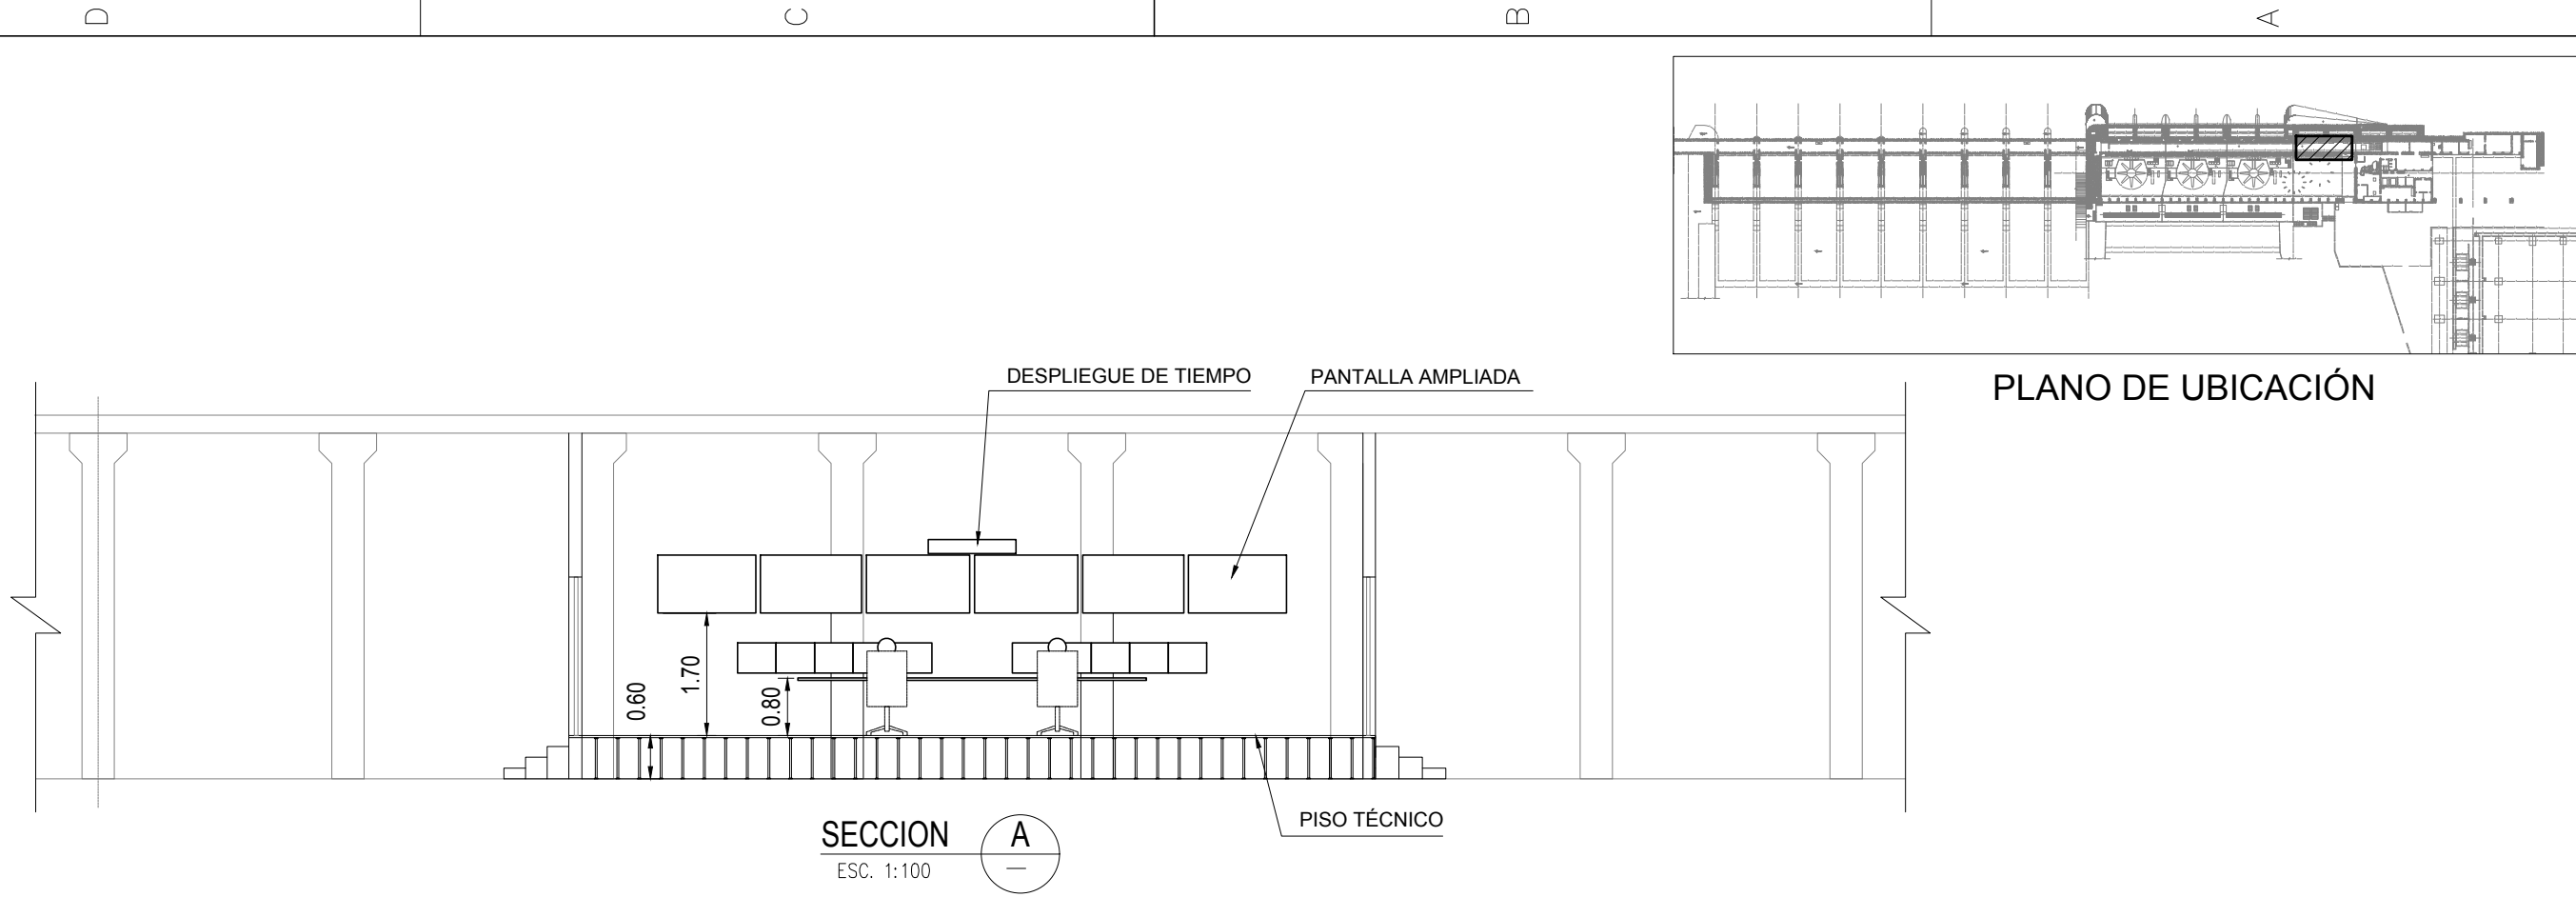 D
C
B
A
DESPLIEGUE DE TIEMPO
PANTALLA AMPLIADA
PLANO DE UBICACIÓN
0.60
1.70
0.80
PISO TÉCNICO
SECCION
A
ESC. 1:100